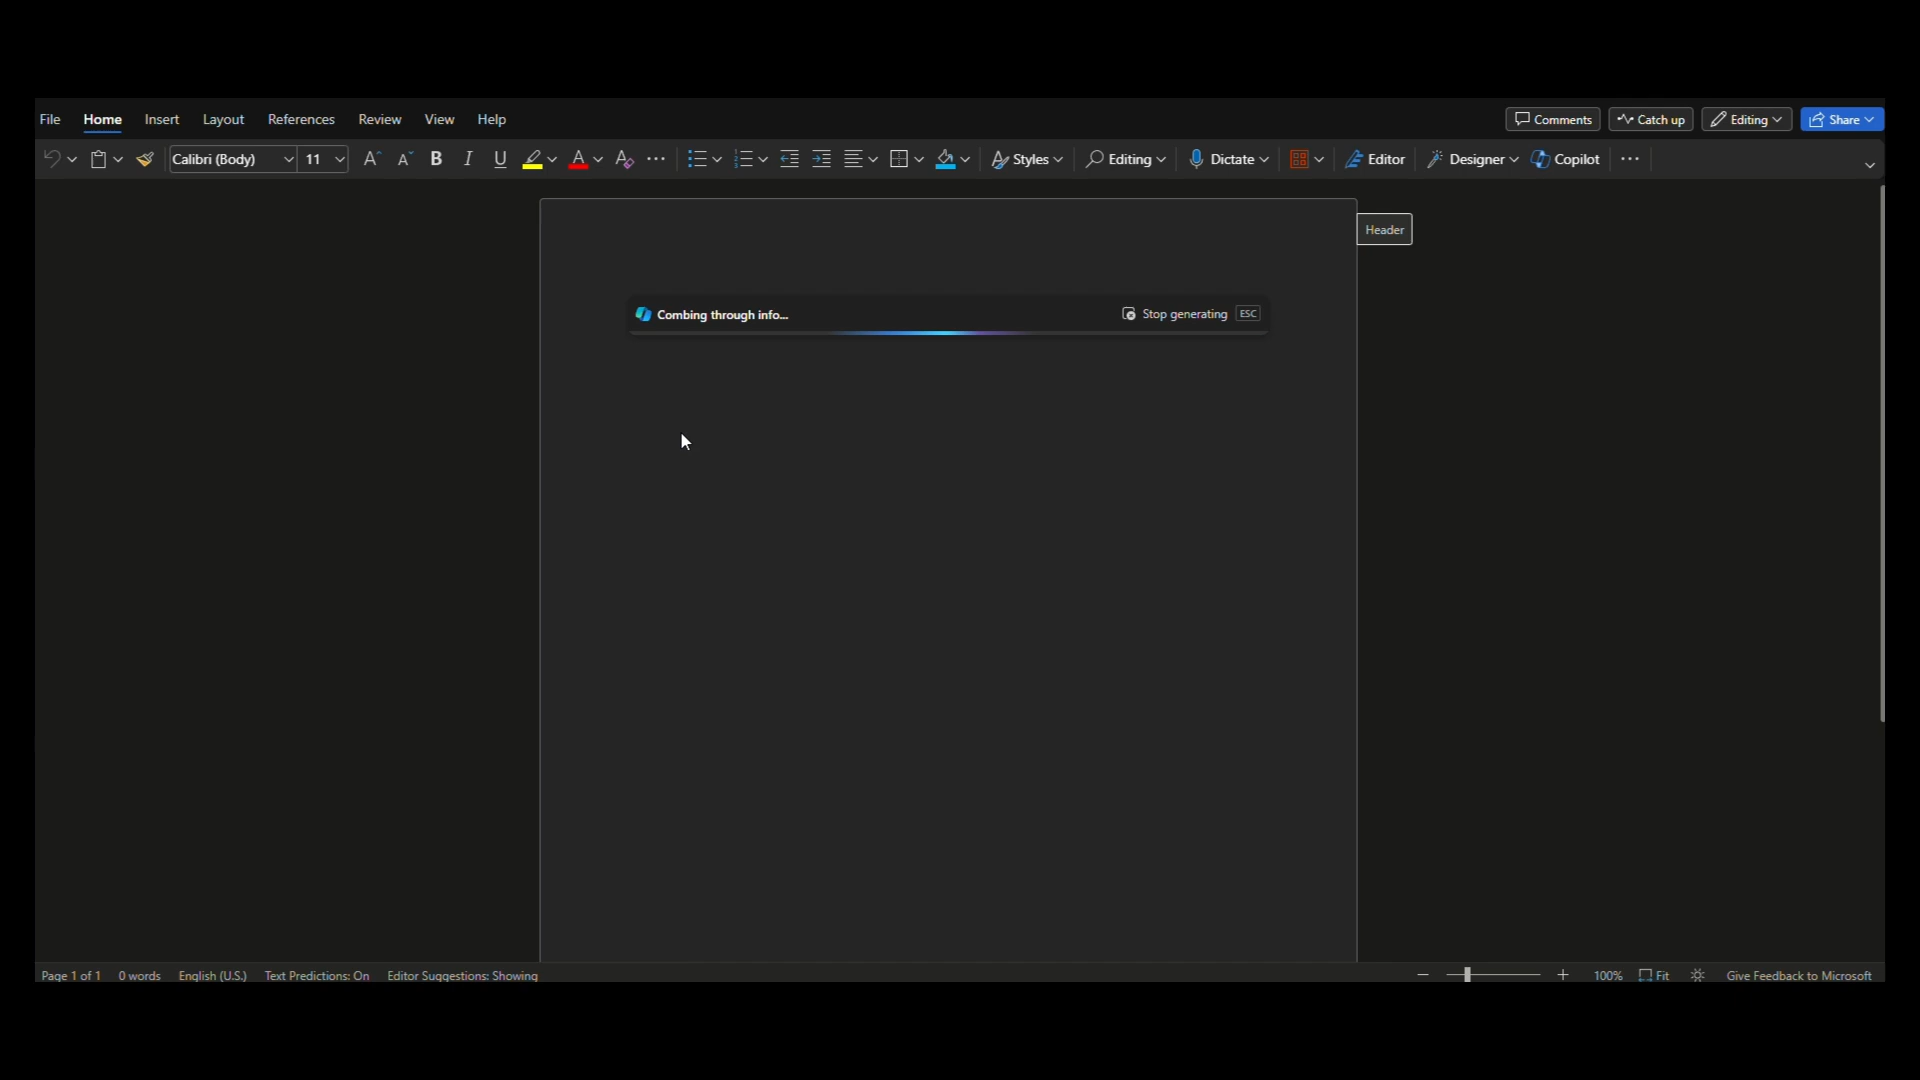 File Home Insert Layout References Review View Help Comments Catch up Editing Share
Calibri (Body) 11 A A B I U A A Styles Editing Dictate Editor Designer Copilot
Header
Combing through info... Stop generating ESC
Page 1 of 1 0 words English (U.S.) Text Predictions: On Editor Suggestions: Showing 100% Fit Give Feedback to Microsoft